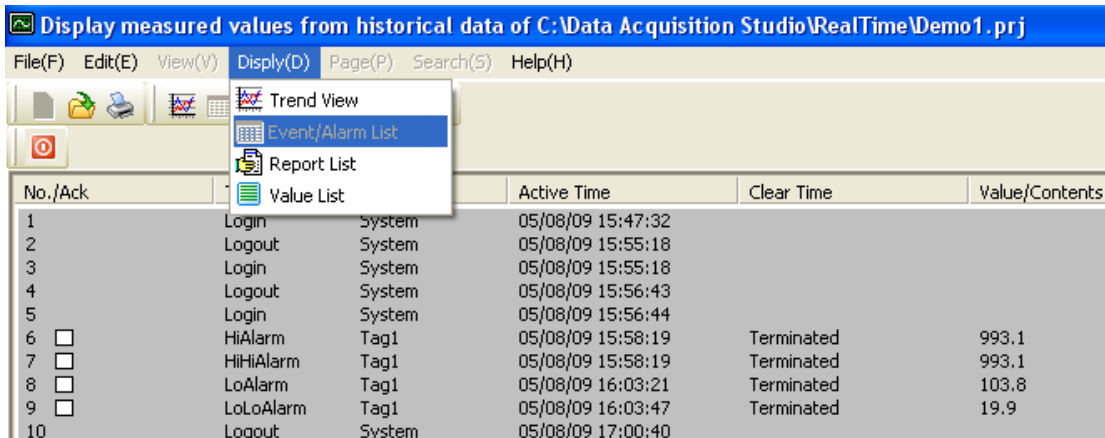 Display measured values from historical data of C:\Data Acquisition Studio\RealTime\Demo1.prj
File(F) Edit(E) View(V) Disply(D) Page(P) Search(S) Help(H)
Trend View
Event/Alarm List
Report List
Value List
No./Ack Active Time Clear Time Value/Contents
1 Login System 05/08/09 15:47:32
2 Logout System 05/08/09 15:55:18
3 Login System 05/08/09 15:55:18
4 Logout System 05/08/09 15:56:43
5 Login System 05/08/09 15:56:44
6 HiAlarm Tag1 05/08/09 15:58:19 Terminated 993.1
7 HiHiAlarm Tag1 05/08/09 15:58:19 Terminated 993.1
8 LoAlarm Tag1 05/08/09 16:03:21 Terminated 103.8
9 LoLoAlarm Tag1 05/08/09 16:03:47 Terminated 19.9
10 Logout System 05/08/09 17:00:40